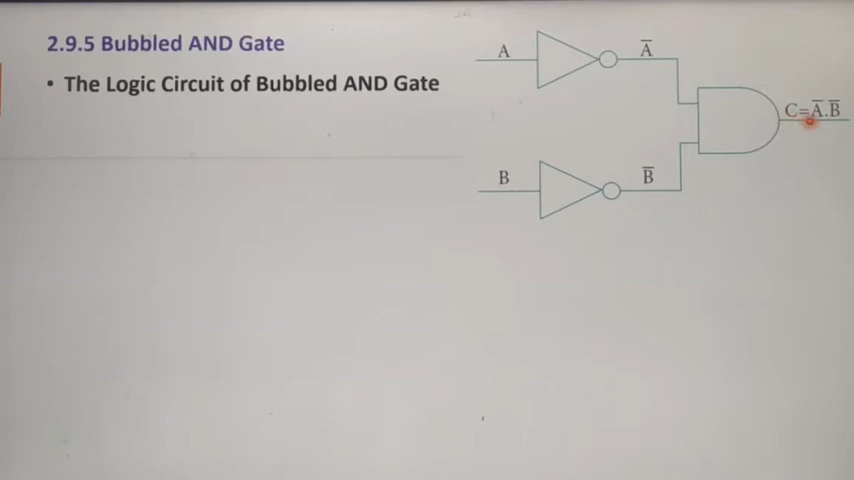 2.9.5 Bubbled AND Gate
• The Logic Circuit of Bubbled AND Gate
A
A̅
C=A̅.B̅
B
B̅